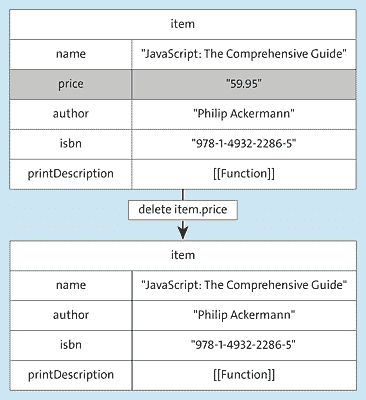 item
name "JavaScript: The Comprehensive Guide"
price "59.95"
author "Philip Ackermann"
isbn "978-1-4932-2286-5"
printDescription [[Function]]
delete item.price
item
name "JavaScript: The Comprehensive Guide"
author "Philip Ackermann"
isbn "978-1-4932-2286-5"
printDescription [[Function]]